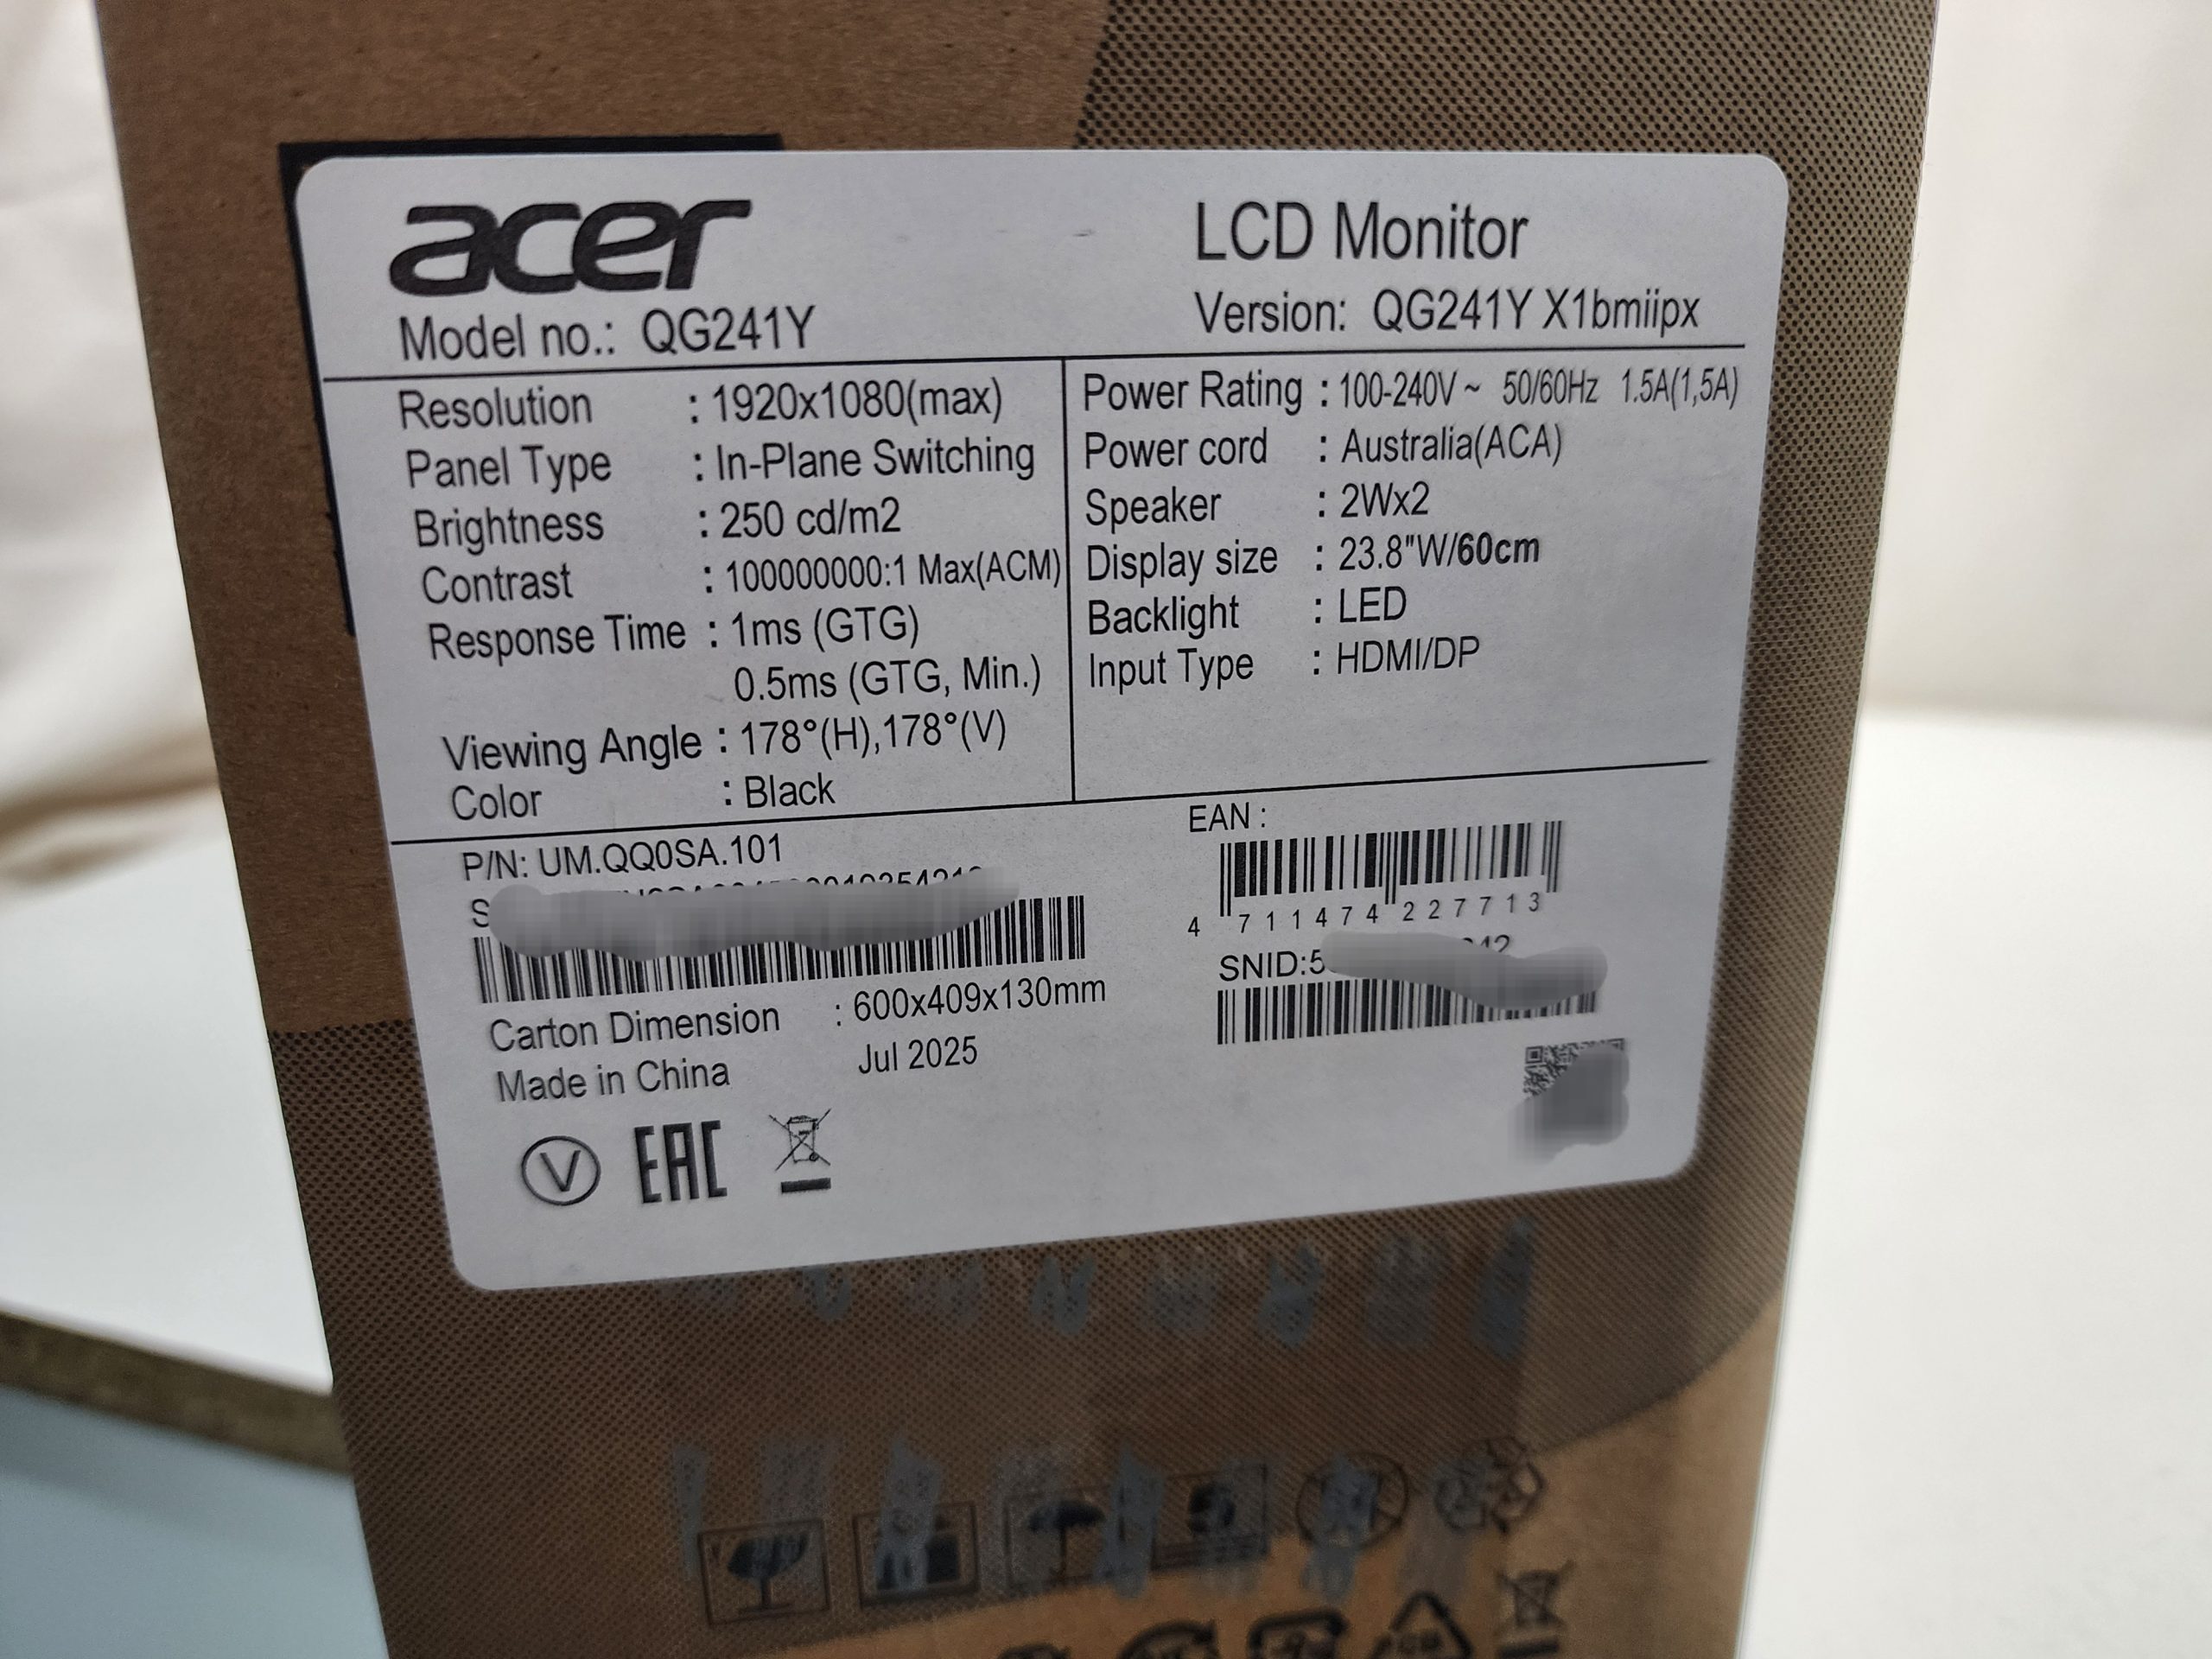 acer
LCD Monitor
Model no.: QG241Y
Version: QG241Y X1bmiipx
Resolution : 1920x1080(max)
Panel Type : In-Plane Switching
Brightness : 250 cd/m2
Contrast : 100000000:1 Max(ACM)
Response Time : 1ms (GTG)
0.5ms (GTG, Min.)
Viewing Angle : 178°(H),178°(V)
Color : Black
Power Rating : 100-240V~ 50/60Hz 1.5A(1,5A)
Power cord : Australia(ACA)
Speaker : 2Wx2
Display size : 23.8"W/60cm
Backlight : LED
Input Type : HDMI/DP
P/N: UM.QQ0SA.101
EAN :
4 711474 227713
SNID:
Carton Dimension : 600x409x130mm
Made in China Jul 2025
V EAC